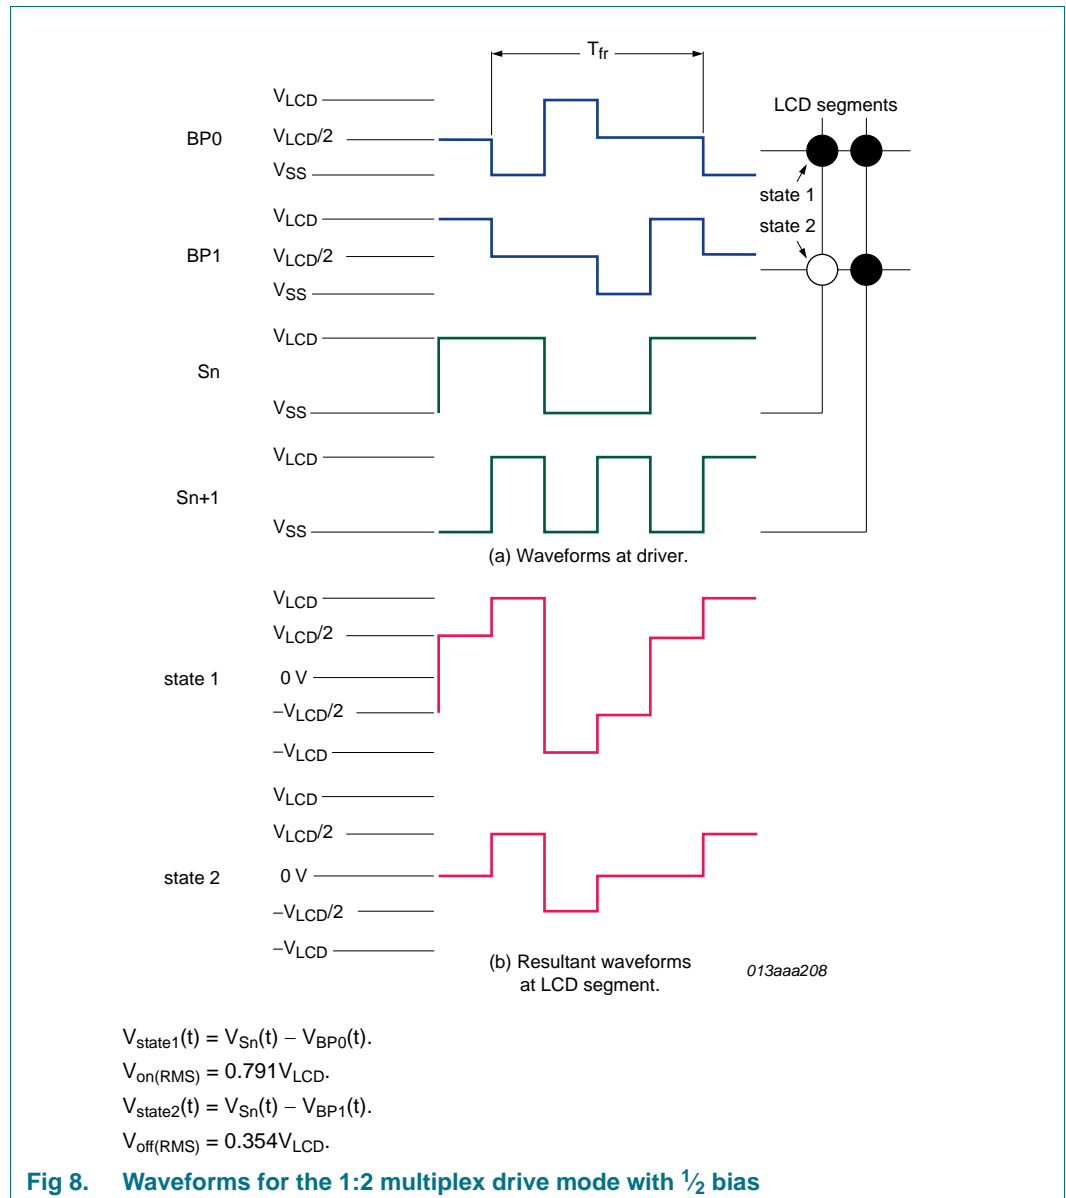 Tfr
VLCD
BP0
VLCD/2
VSS
LCD segments
state 1
state 2
VLCD
BP1
VLCD/2
VSS
VLCD
Sn
VSS
VLCD
Sn+1
VSS
(a) Waveforms at driver.
VLCD
VLCD/2
state 1
0 V
−VLCD/2
−VLCD
VLCD
VLCD/2
state 2
0 V
−VLCD/2
−VLCD
(b) Resultant waveforms
at LCD segment.
013aaa208
Vstate1(t) = VSn(t) − VBP0(t).
Von(RMS) = 0.791VLCD.
Vstate2(t) = VSn(t) − VBP1(t).
Voff(RMS) = 0.354VLCD.
Fig 8. Waveforms for the 1:2 multiplex drive mode with 1⁄2 bias